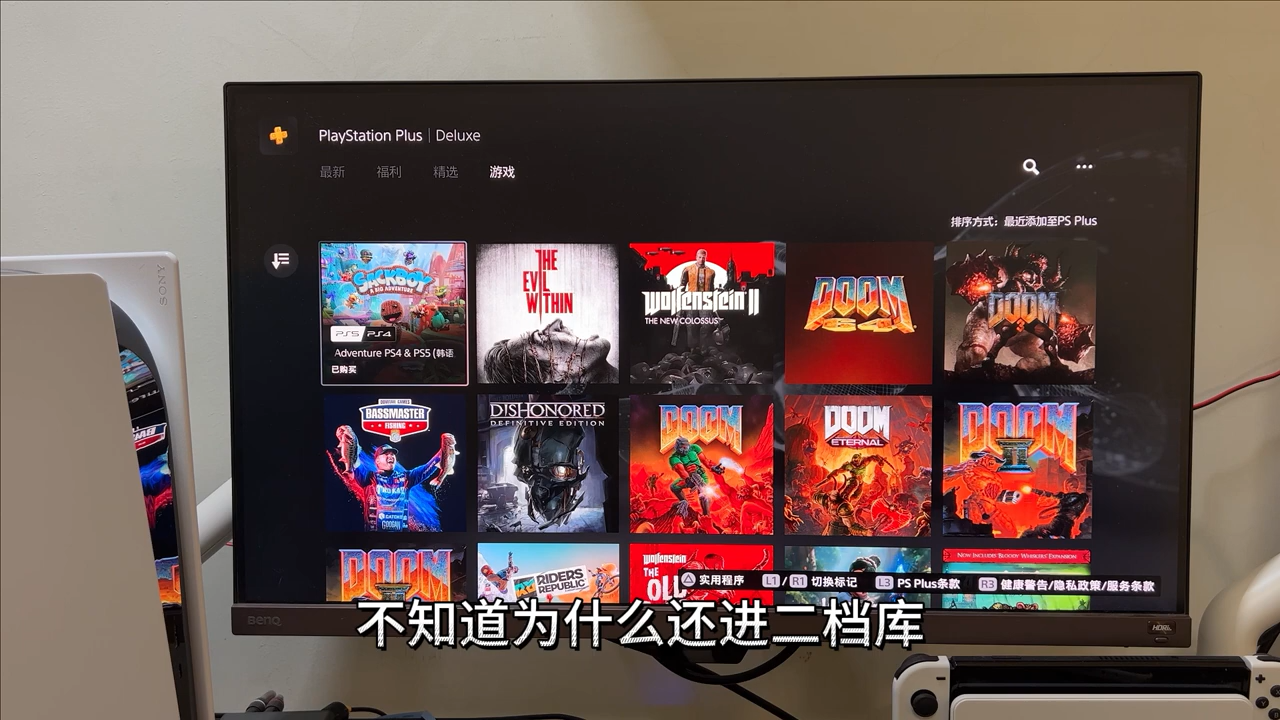 PlayStation Plus | Deluxe
最新 福利 精选 游戏
排序方式：最近添加至PS Plus
SONY
SACKBOY
A BIG ADVENTURE
PS5 PS4
Adventure PS4 & PS5 (韩语
已购买
THE
EVIL
WITHIN
Wolfenstein II
THE NEW COLOSSUS
DOOM
64
DOOM
3
BASSMASTER
FISHING
DISHONORED
DEFINITIVE EDITION
DOOM
DOOM
ETERNAL
DOOM
II
DOOM
RIDERS
REPUBLIC
Wolfenstein
THE
OL
NOW INCLUDES 'BLOODY WHISKERS' EXPANSION
△ 实用程序 L1 / R1 切换标记 L3 PS Plus条款 R3 健康警告/隐私政策/服务条款
不知道为什么还进二档库
BenQ
HDRi